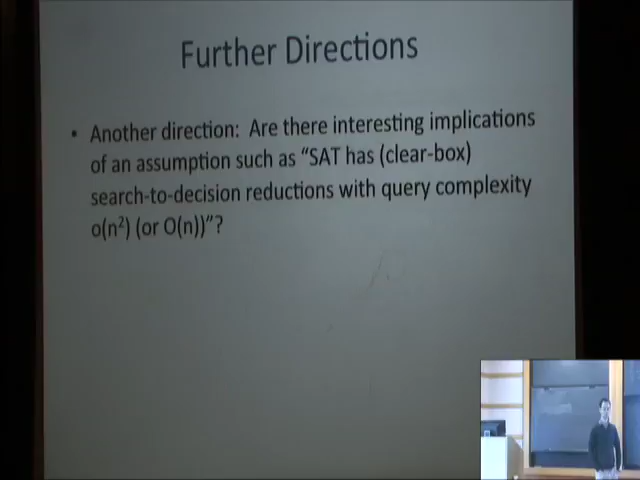 Further Directions
• Another direction: Are there interesting implications
of an assumption such as “SAT has (clear-box)
search-to-decision reductions with query complexity
o(n²) (or O(n))”?